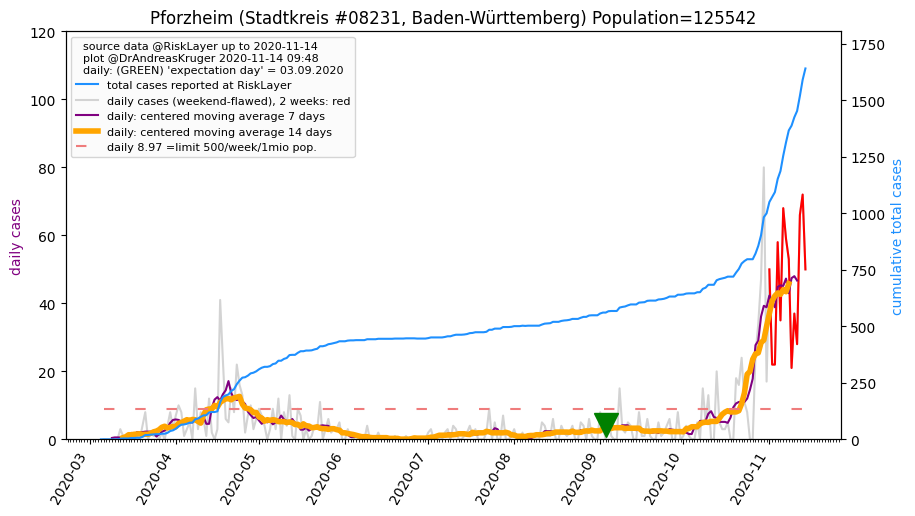 Pforzheim (Stadtkreis #08231, Baden-Württemberg) Population=125542
source data @RiskLayer up to 2020-11-14
plot @DrAndreasKruger 2020-11-14 09:48
daily: (GREEN) 'expectation day' = 03.09.2020
total cases reported at RiskLayer
daily cases (weekend-flawed), 2 weeks: red
daily: centered moving average 7 days
daily: centered moving average 14 days
daily 8.97 =limit 500/week/1mio pop.
daily cases
120
100
80
60
40
20
0
cumulative total cases
1750
1500
1250
1000
750
500
250
0
2020-03
2020-04
2020-05
2020-06
2020-07
2020-08
2020-09
2020-10
2020-11